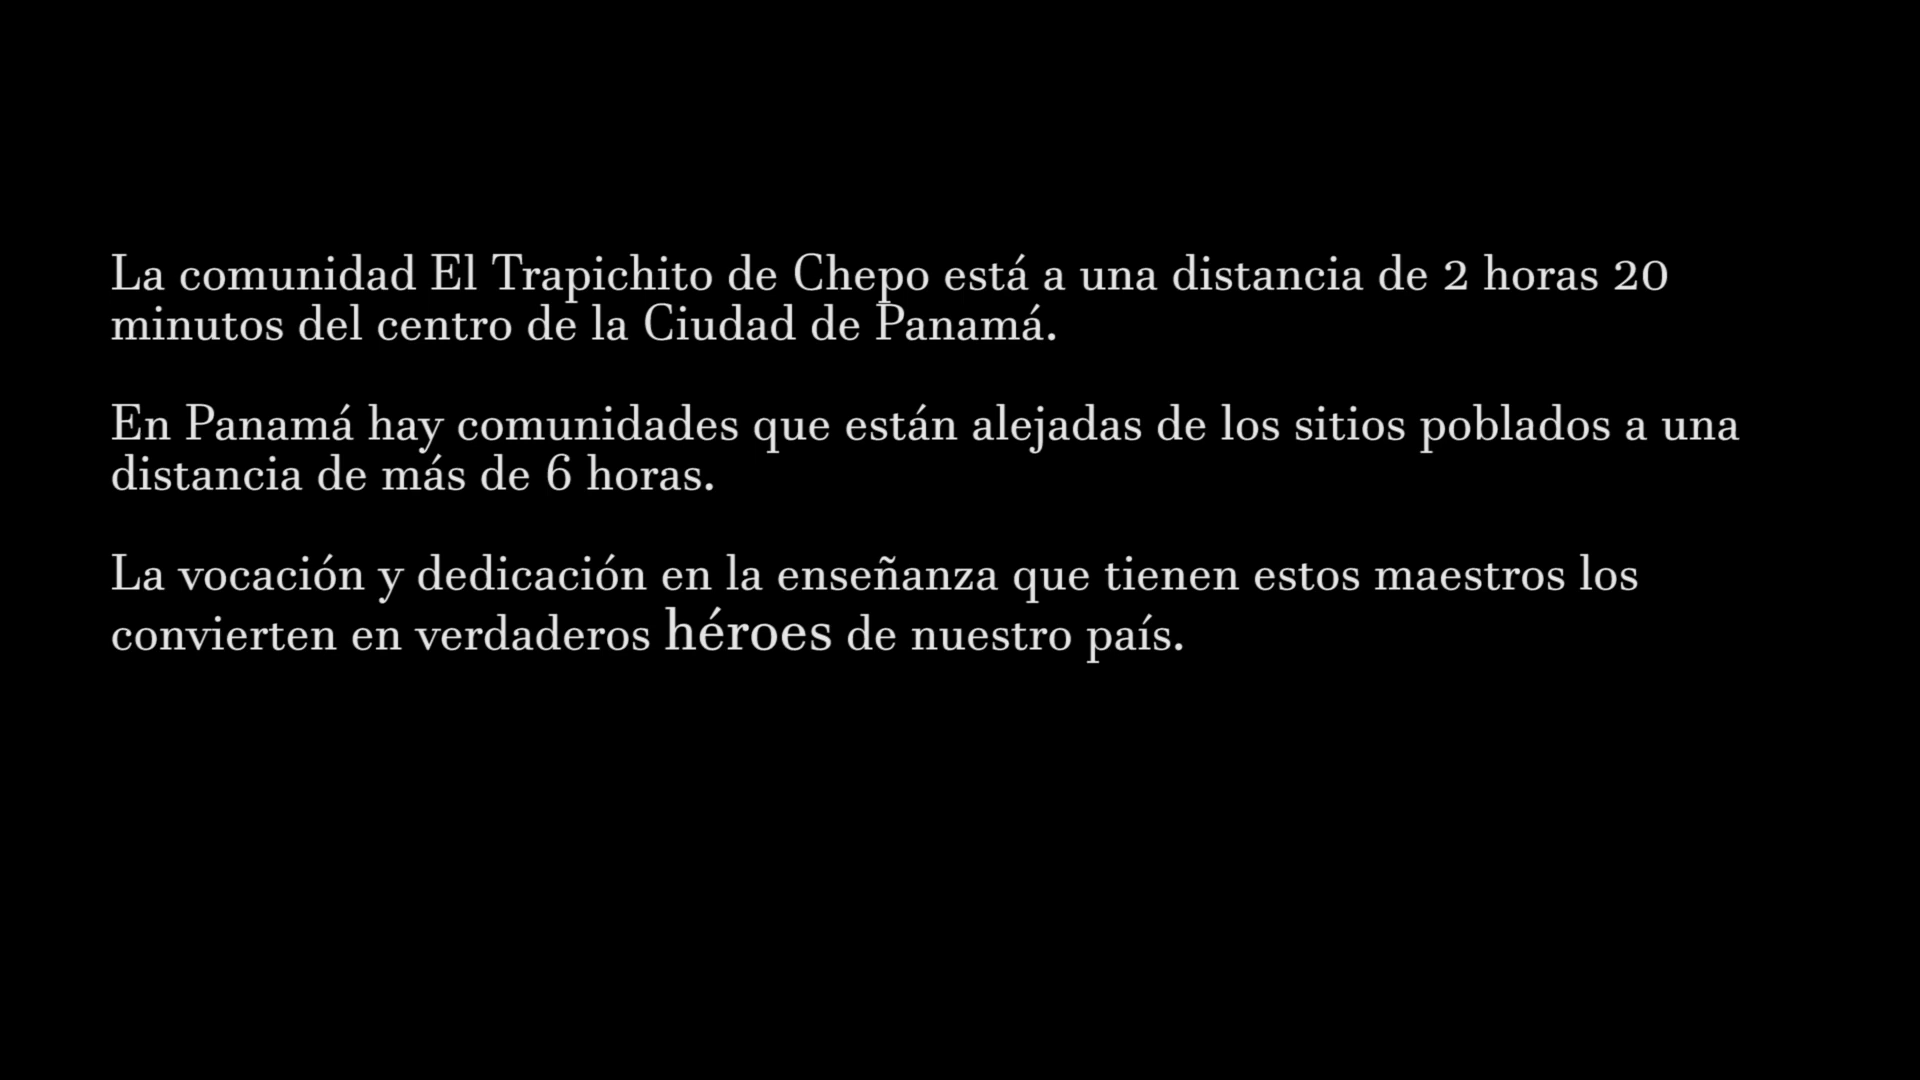 La comunidad El Trapichito de Chepo está a una distancia de 2 horas 20
minutos del centro de la Ciudad de Panamá.
En Panamá hay comunidades que están alejadas de los sitios poblados a una
distancia de más de 6 horas.
La vocación y dedicación en la enseñanza que tienen estos maestros los
convierten en verdaderos héroes de nuestro país.